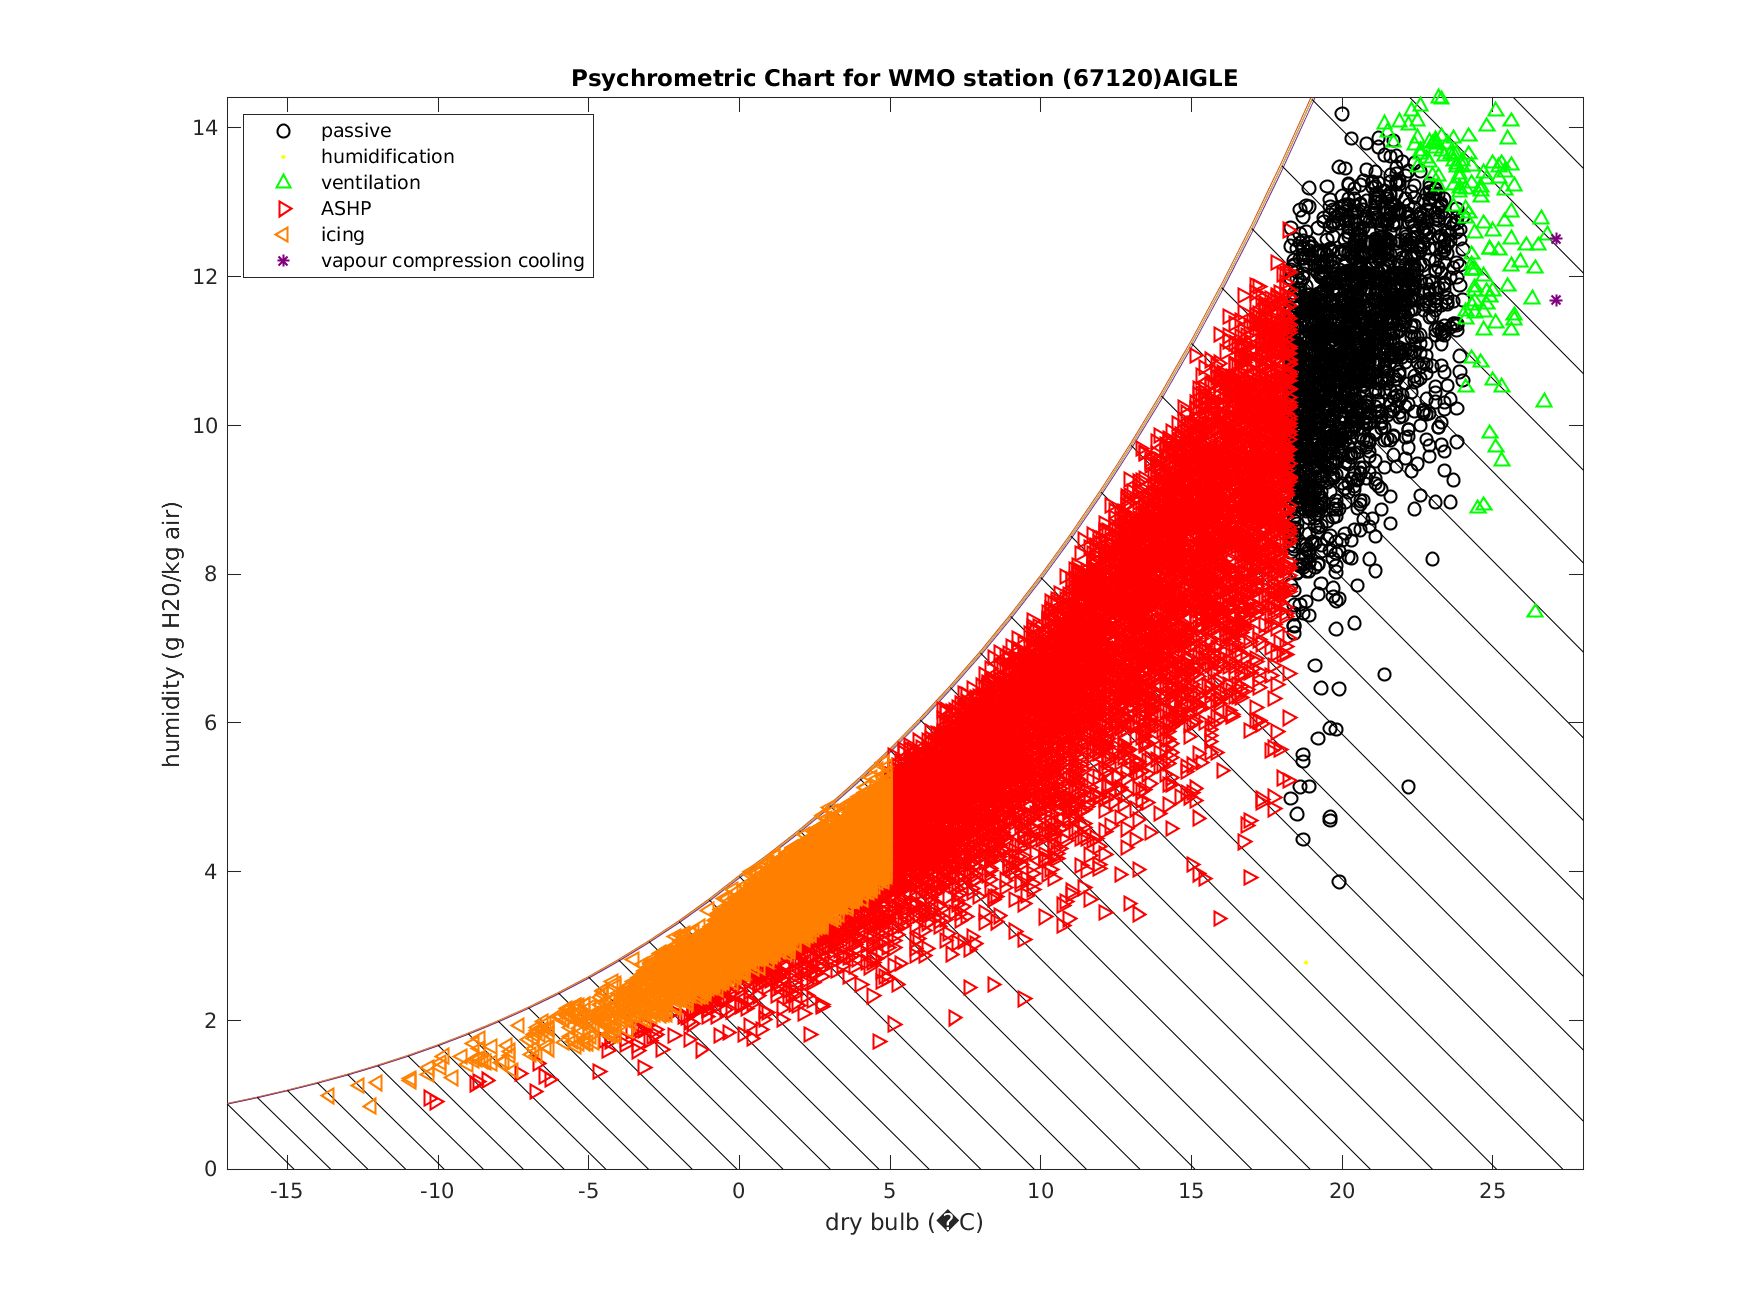 Psychrometric Chart for WMO station (67120)AIGLE
passive
humidification
ventilation
ASHP
icing
vapour compression cooling
humidity (g H20/kg air)
14
12
10
8
6
4
2
0
-15 -10 -5 0 5 10 15 20 25
dry bulb (�C)